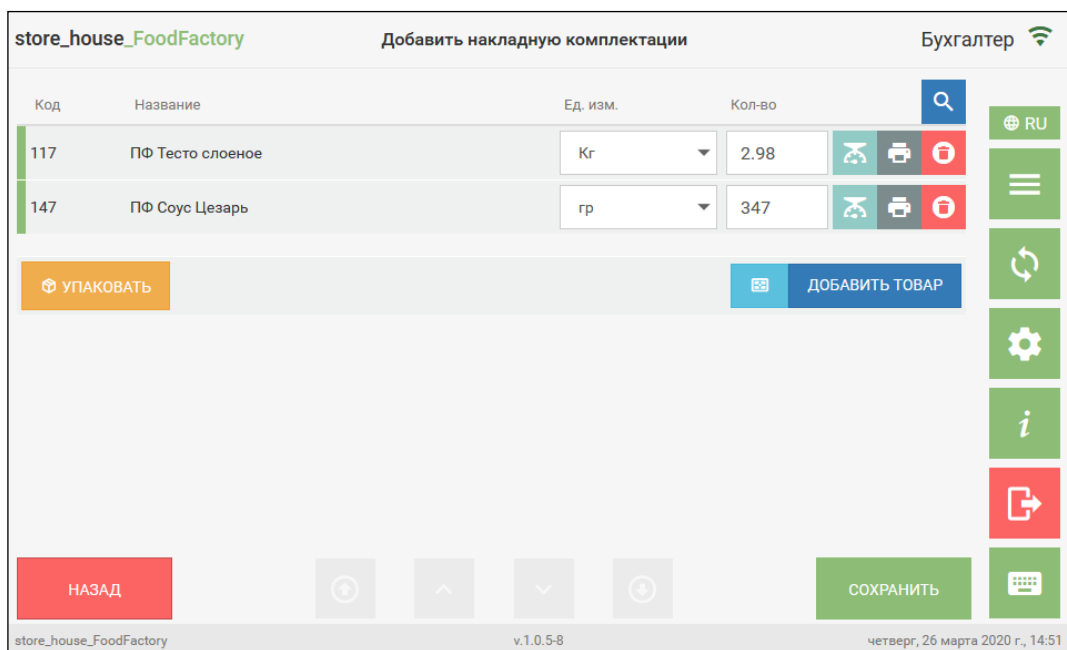 store_house_FoodFactory Добавить накладную комплектации Бухгалтер
Код Название Ед. изм. Кол-во
RU
117 ПФ Тесто слоеное Кг 2.98
147 ПФ Соус Цезарь гр 347
УПАКОВАТЬ ДОБАВИТЬ ТОВАР
i
НАЗАД СОХРАНИТЬ
store_house_FoodFactory v.1.0.5-8 четверг, 26 марта 2020 г., 14:51